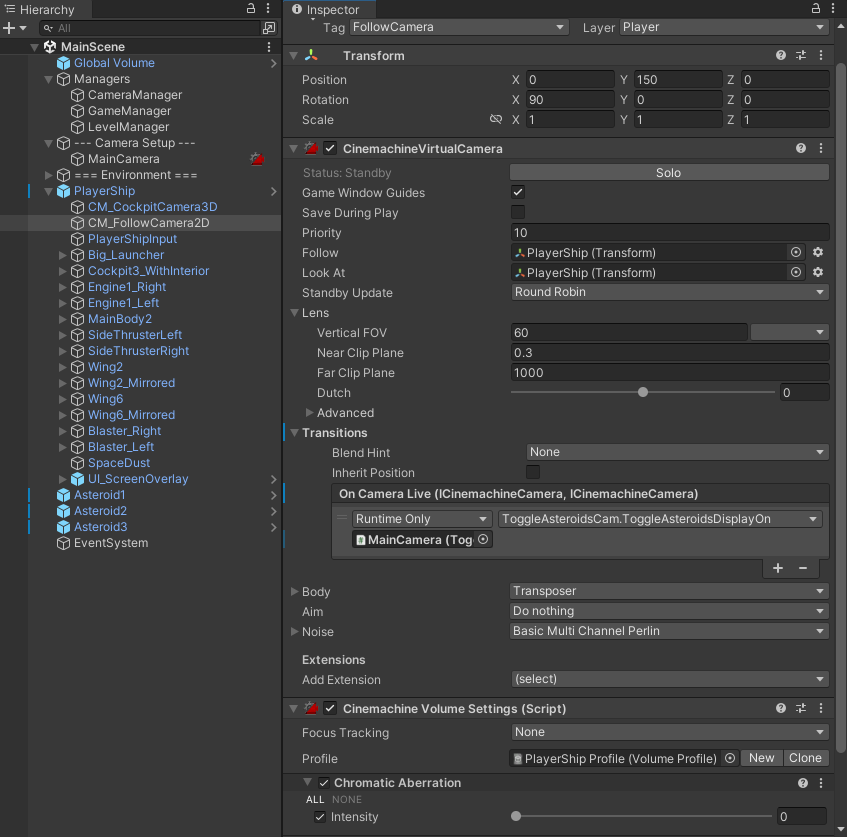 Hierarchy
All
MainScene
Global Volume
Managers
CameraManager
GameManager
LevelManager
--- Camera Setup ---
MainCamera
=== Environment ===
PlayerShip
CM_CockpitCamera3D
CM_FollowCamera2D
PlayerShipInput
Big_Launcher
Cockpit3_WithInterior
Engine1_Right
Engine1_Left
MainBody2
SideThrusterLeft
SideThrusterRight
Wing2
Wing2_Mirrored
Wing6
Wing6_Mirrored
Blaster_Right
Blaster_Left
SpaceDust
UI_ScreenOverlay
Asteroid1
Asteroid2
Asteroid3
EventSystem
Inspector
Tag FollowCamera Layer Player
Transform
Position X 0 Y 150 Z 0
Rotation X 90 Y 0 Z 0
Scale X 1 Y 1 Z 1
CinemachineVirtualCamera
Status: Standby Solo
Game Window Guides
Save During Play
Priority 10
Follow PlayerShip (Transform)
Look At PlayerShip (Transform)
Standby Update Round Robin
Lens
Vertical FOV 60
Near Clip Plane 0.3
Far Clip Plane 1000
Dutch 0
Advanced
Transitions
Blend Hint None
Inherit Position
On Camera Live (ICinemachineCamera, ICinemachineCamera)
Runtime Only ToggleAsteroidsCam.ToggleAsteroidsDisplayOn
MainCamera (Tog
+ −
Body Transposer
Aim Do nothing
Noise Basic Multi Channel Perlin
Extensions
Add Extension (select)
Cinemachine Volume Settings (Script)
Focus Tracking None
Profile PlayerShip Profile (Volume Profile) New Clone
Chromatic Aberration
ALL NONE
Intensity 0